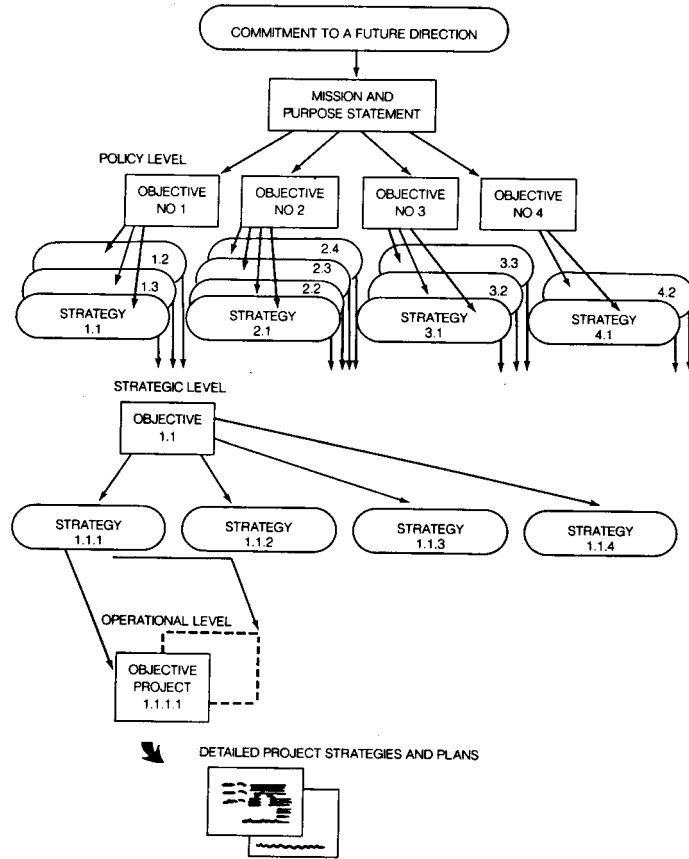 COMMITMENT TO A FUTURE DIRECTION
MISSION AND
PURPOSE STATEMENT
POLICY LEVEL
OBJECTIVE
NO 1
OBJECTIVE
NO 2
OBJECTIVE
NO 3
OBJECTIVE
NO 4
1.2
1.3
STRATEGY
1.1
2.4
2.3
2.2
STRATEGY
2.1
3.3
3.2
STRATEGY
3.1
4.2
STRATEGY
4.1
STRATEGIC LEVEL
OBJECTIVE
1.1
STRATEGY
1.1.1
STRATEGY
1.1.2
STRATEGY
1.1.3
STRATEGY
1.1.4
OPERATIONAL LEVEL
OBJECTIVE
PROJECT
1.1.1.1
DETAILED PROJECT STRATEGIES AND PLANS